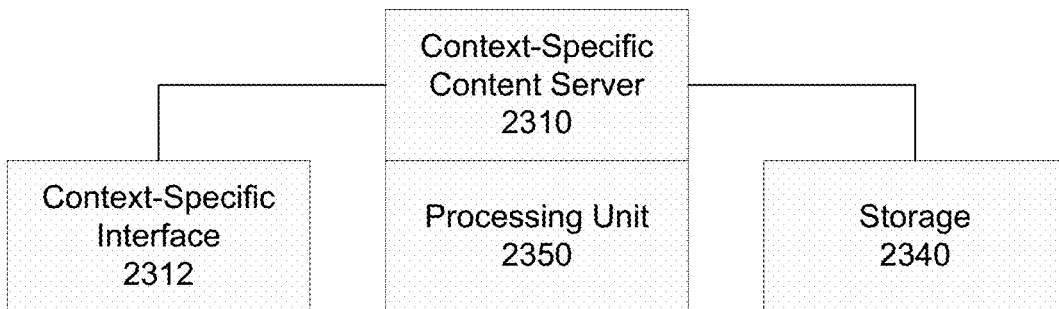 Context-Specific
Content Server
2310
Context-Specific
Interface
2312
Processing Unit
2350
Storage
2340